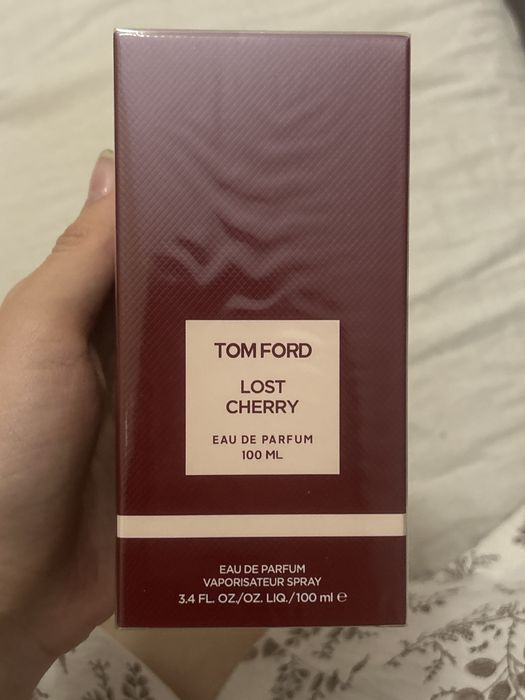 TOM FORD
LOST
CHERRY
EAU DE PARFUM
100 ML
EAU DE PARFUM
VAPORISATEUR SPRAY
3.4 FL. OZ./OZ. LIQ./100 ml ℮